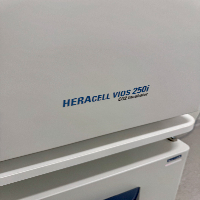 HERACELL VIOS 250i
CO2 Incubator